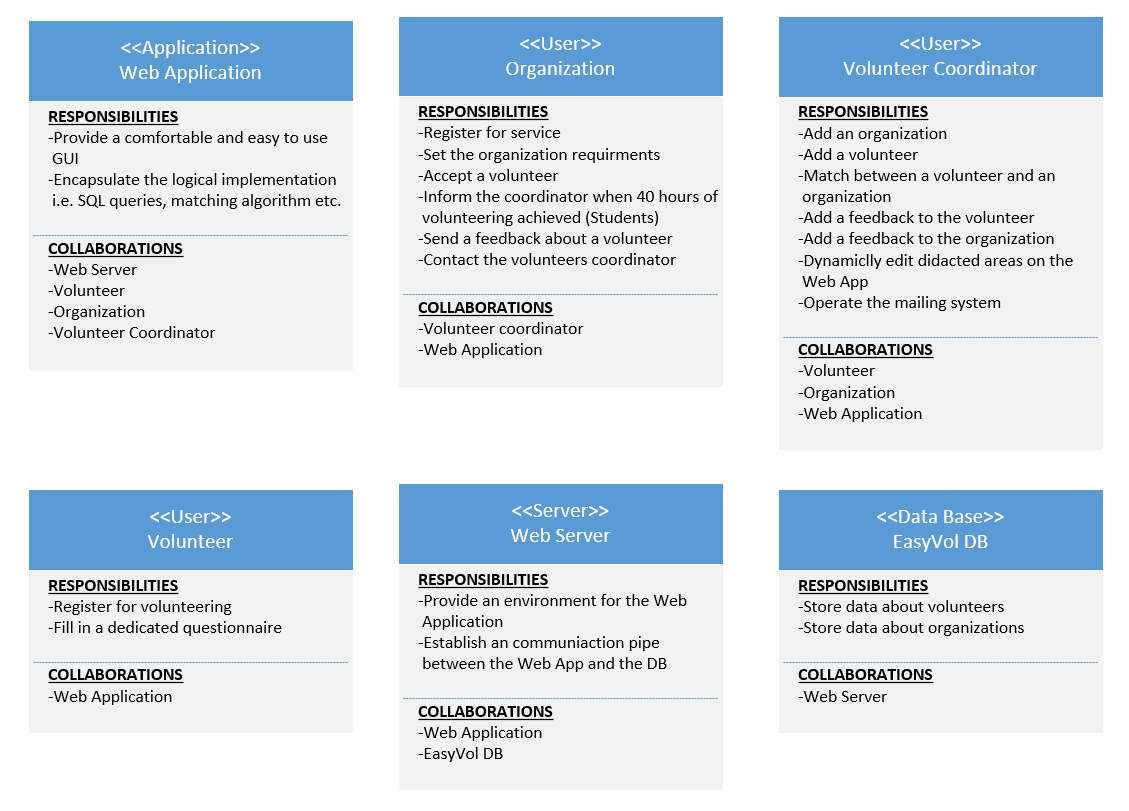 <<Application>>
Web Application
RESPONSIBILITIES
-Provide a comfortable and easy to use
GUI
-Encapsulate the logical implementation
i.e. SQL queries, matching algorithm etc.
COLLABORATIONS
-Web Server
-Volunteer
-Organization
-Volunteer Coordinator
<<User>>
Organization
RESPONSIBILITIES
-Register for service
-Set the organization requirments
-Accept a volunteer
-Inform the coordinator when 40 hours of
volunteering achieved (Students)
-Send a feedback about a volunteer
-Contact the volunteers coordinator
COLLABORATIONS
-Volunteer coordinator
-Web Application
<<User>>
Volunteer Coordinator
RESPONSIBILITIES
-Add an organization
-Add a volunteer
-Match between a volunteer and an
organization
-Add a feedback to the volunteer
-Add a feedback to the organization
-Dynamiclly edit didacted areas on the
Web App
-Operate the mailing system
COLLABORATIONS
-Volunteer
-Organization
-Web Application
<<User>>
Volunteer
RESPONSIBILITIES
-Register for volunteering
-Fill in a dedicated questionnaire
COLLABORATIONS
-Web Application
<<Server>>
Web Server
RESPONSIBILITIES
-Provide an environment for the Web
Application
-Establish an communiaction pipe
between the Web App and the DB
COLLABORATIONS
-Web Application
-EasyVol DB
<<Data Base>>
EasyVol DB
RESPONSIBILITIES
-Store data about volunteers
-Store data about organizations
COLLABORATIONS
-Web Server